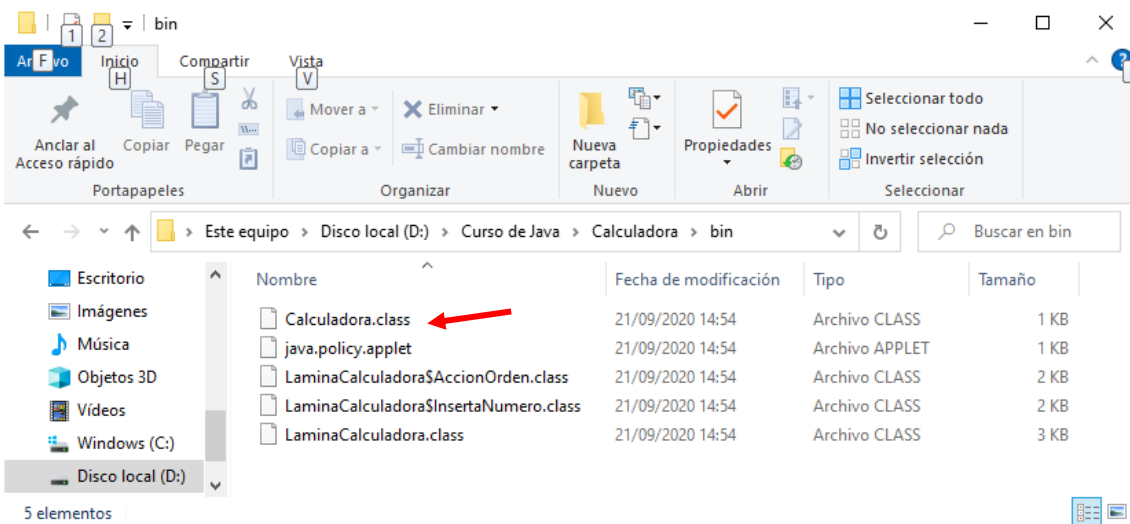 bin
1 2
Ar F vo Inicio Compartir Vista
H S V
Mover a Eliminar Seleccionar todo
No seleccionar nada
Anclar al Acceso rápido Copiar Pegar Copiar a Cambiar nombre Nueva carpeta Propiedades Invertir selección
Portapapeles Organizar Nuevo Abrir Seleccionar
Este equipo > Disco local (D:) > Curso de Java > Calculadora > bin Buscar en bin
Escritorio Nombre Fecha de modificación Tipo Tamaño
Imágenes Calculadora.class 21/09/2020 14:54 Archivo CLASS 1 KB
Música java.policy.applet 21/09/2020 14:54 Archivo APPLET 1 KB
Objetos 3D LaminaCalculadora$AccionOrden.class 21/09/2020 14:54 Archivo CLASS 2 KB
Vídeos LaminaCalculadora$InsertaNumero.class 21/09/2020 14:54 Archivo CLASS 2 KB
Windows (C:) LaminaCalculadora.class 21/09/2020 14:54 Archivo CLASS 3 KB
Disco local (D:)
5 elementos